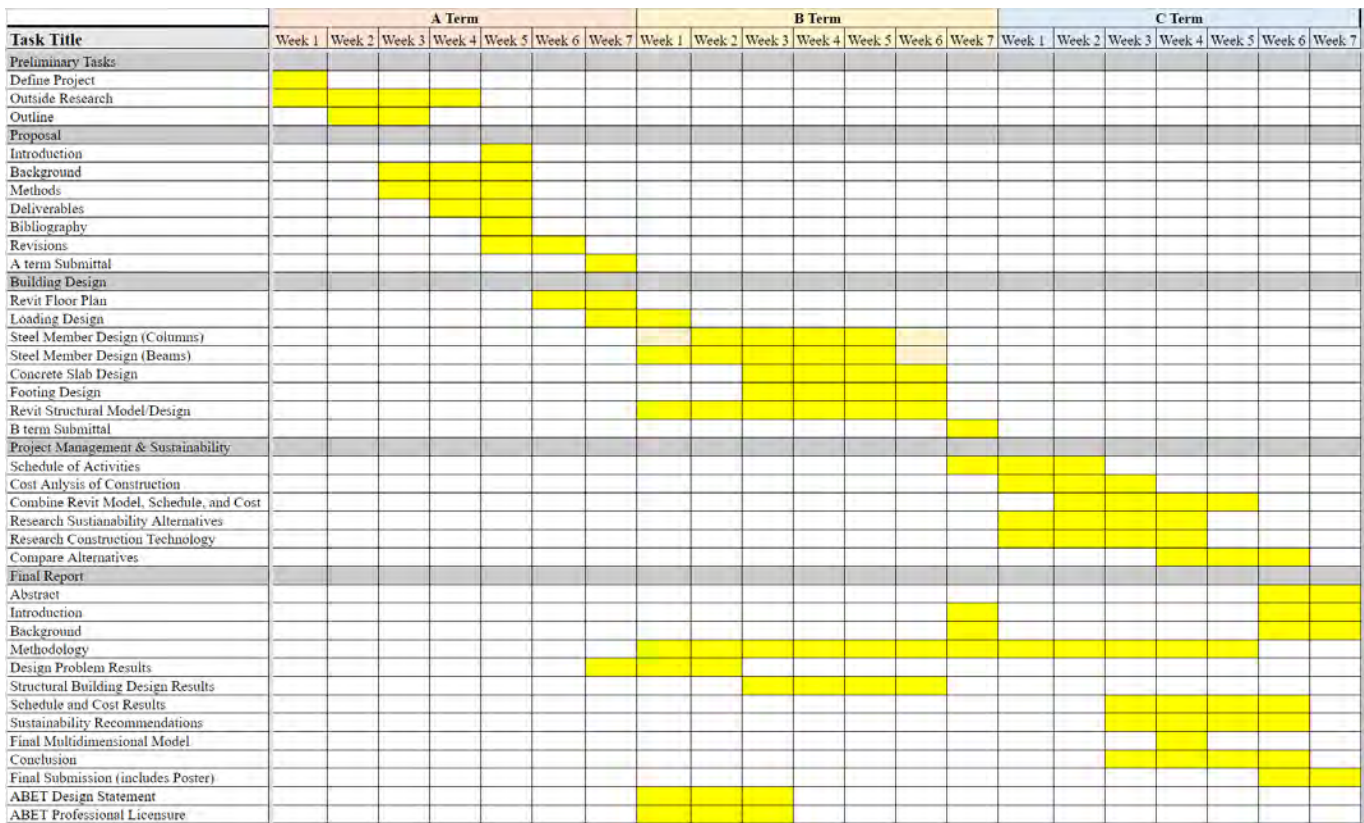 A Term B Term C Term
Task Title Week 1 Week 2 Week 3 Week 4 Week 5 Week 6 Week 7 Week 1 Week 2 Week 3 Week 4 Week 5 Week 6 Week 7 Week 1 Week 2 Week 3 Week 4 Week 5 Week 6 Week 7
Preliminary Tasks
Define Project
Outside Research
Outline
Proposal
Introduction
Background
Methods
Deliverables
Bibliography
Revisions
A term Submittal
Building Design
Revit Floor Plan
Loading Design
Steel Member Design (Columns)
Steel Member Design (Beams)
Concrete Slab Design
Footing Design
Revit Structural Model/Design
B term Submittal
Project Management & Sustainability
Schedule of Activities
Cost Anlysis of Construction
Combine Revit Model, Schedule, and Cost
Research Sustianability Alternatives
Research Construction Technology
Compare Alternatives
Final Report
Abstract
Introduction
Background
Methodology
Design Problem Results
Structural Building Design Results
Schedule and Cost Results
Sustainability Recommendations
Final Multidimensional Model
Conclusion
Final Submission (includes Poster)
ABET Design Statement
ABET Professional Licensure